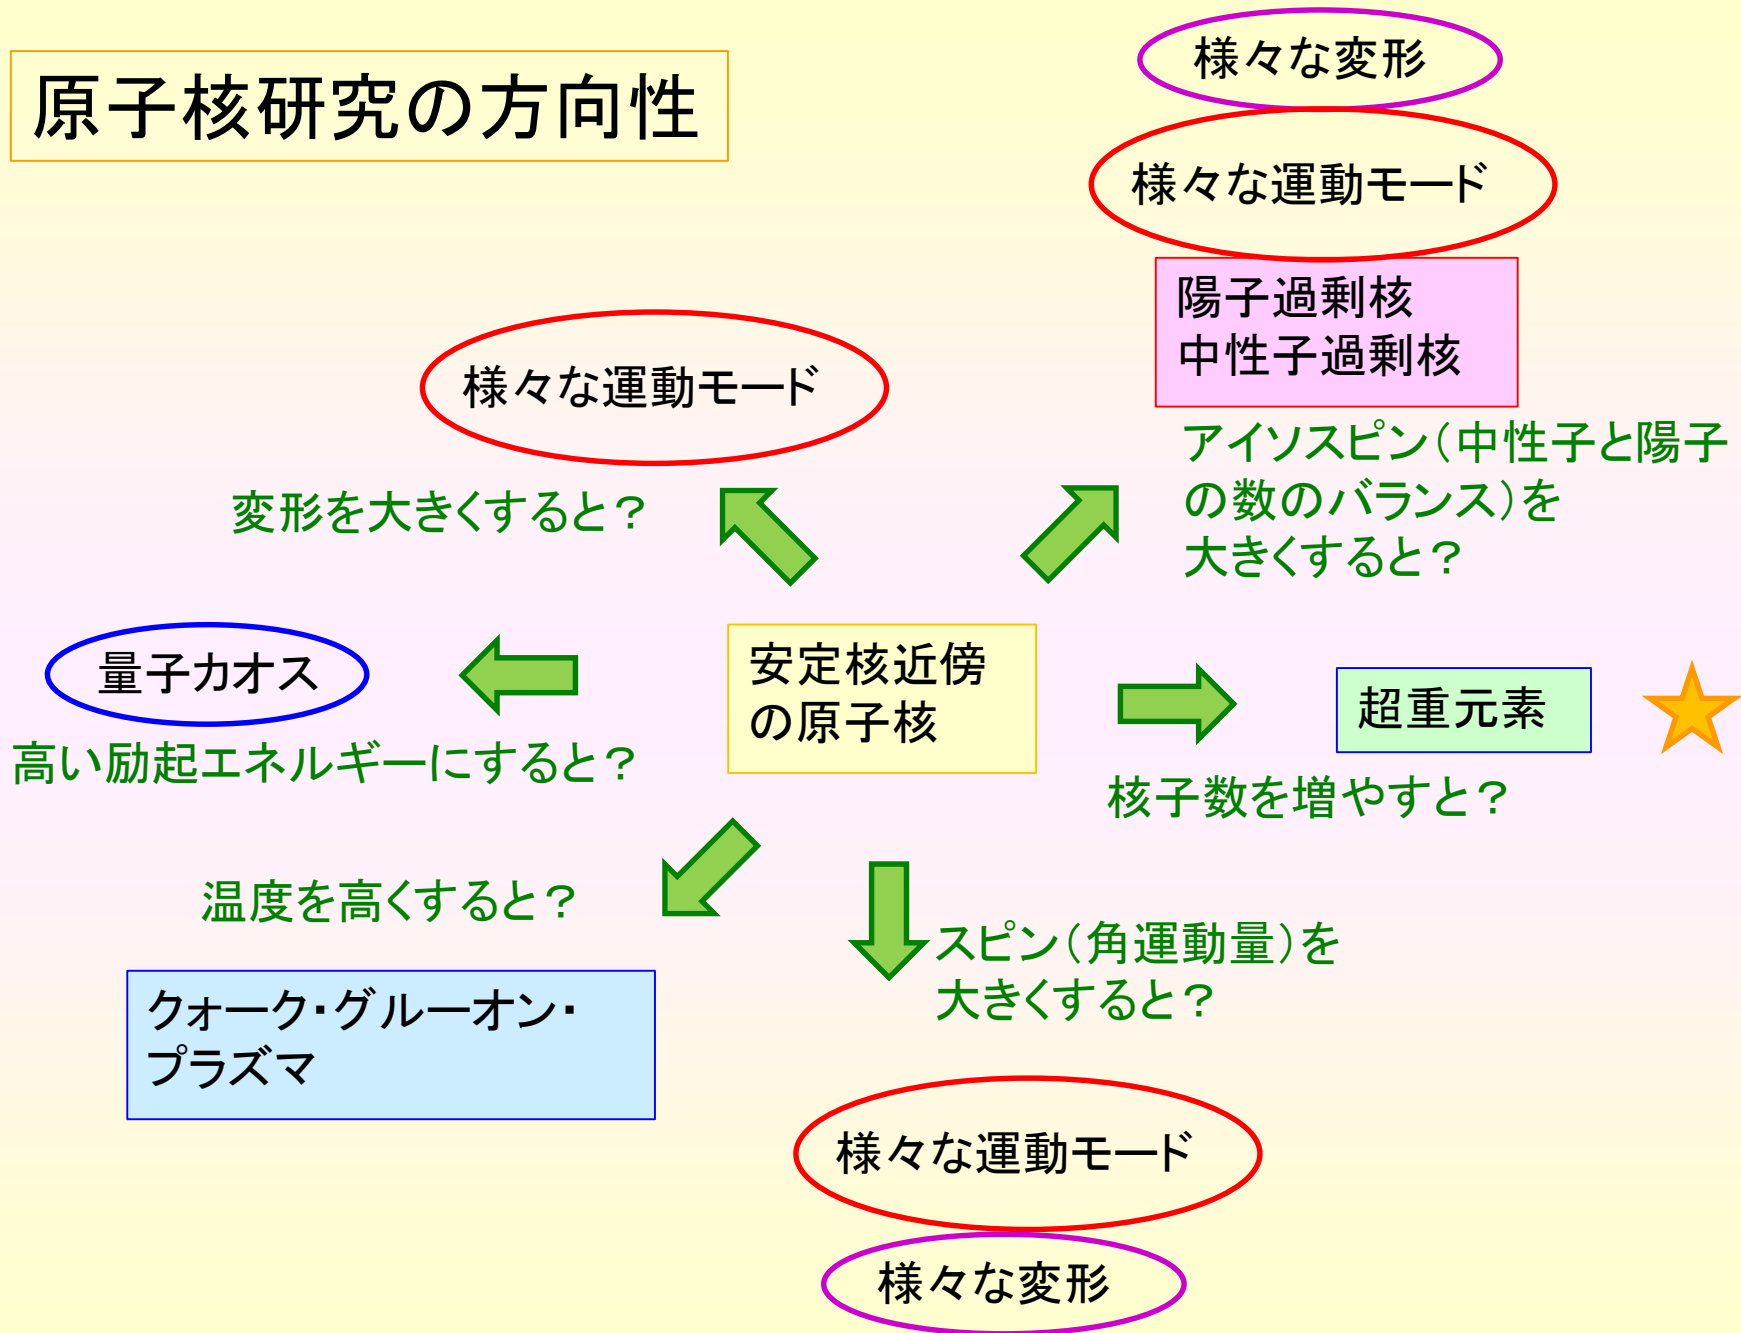 原子核研究の方向性
様々な変形
様々な運動モード
陽子過剰核
中性子過剰核
アイソスピン（中性子と陽子
の数のバランス）を
大きくすると？
様々な運動モード
変形を大きくすると？
量子カオス
高い励起エネルギーにすると？
安定核近傍
の原子核
超重元素
核子数を増やすと？
温度を高くすると？
クォーク・グルーオン・
プラズマ
スピン（角運動量）を
大きくすると？
様々な運動モード
様々な変形